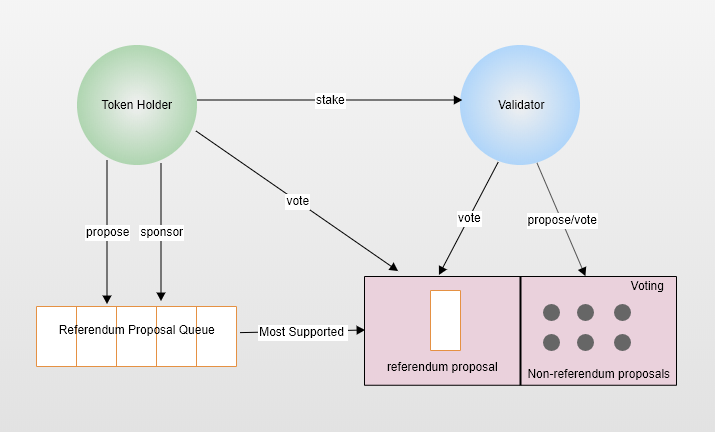 Token Holder
stake
Validator
vote
vote
propose/vote
propose
sponsor
Voting
Referendum Proposal Queue
Most Supported
referendum proposal
Non-referendum proposals